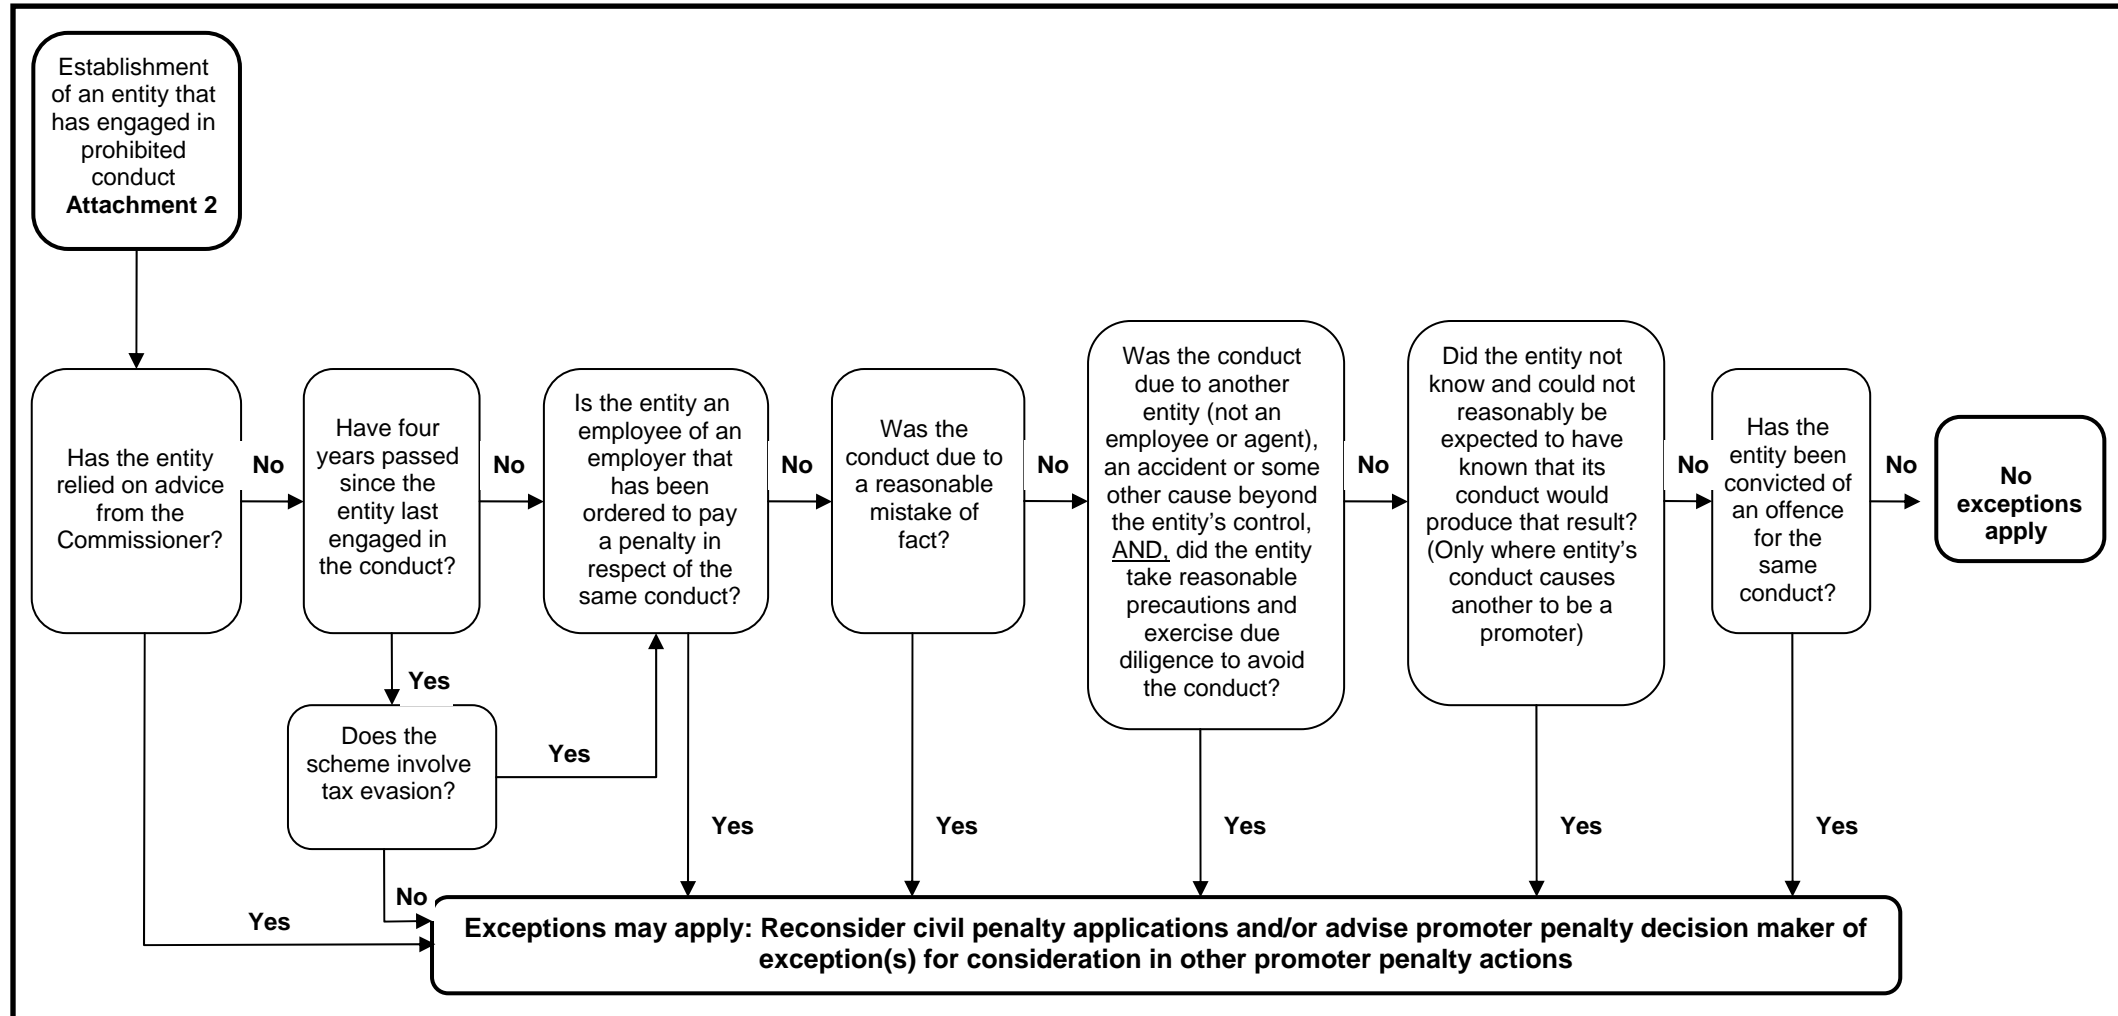 Establishment
of an entity that
has engaged in
prohibited
conduct
Attachment 2
Has the entity
relied on advice
from the
Commissioner?
No
Yes
Have four
years passed
since the
entity last
engaged in
the conduct?
No
Yes
Does the
scheme involve
tax evasion?
Yes
No
Is the entity an
employee of an
employer that
has been
ordered to pay
a penalty in
respect of the
same conduct?
No
Yes
Was the
conduct due to
a reasonable
mistake of
fact?
No
Yes
Was the conduct
due to another
entity (not an
employee or agent),
an accident or some
other cause beyond
the entity’s control,
AND, did the entity
take reasonable
precautions and
exercise due
diligence to avoid
the conduct?
No
Yes
Did the entity not
know and could not
reasonably be
expected to have
known that its
conduct would
produce that result?
(Only where entity’s
conduct causes
another to be a
promoter)
No
Yes
Has the
entity been
convicted of
an offence
for the
same
conduct?
No
Yes
No
exceptions
apply
Exceptions may apply: Reconsider civil penalty applications and/or advise promoter penalty decision maker of
exception(s) for consideration in other promoter penalty actions